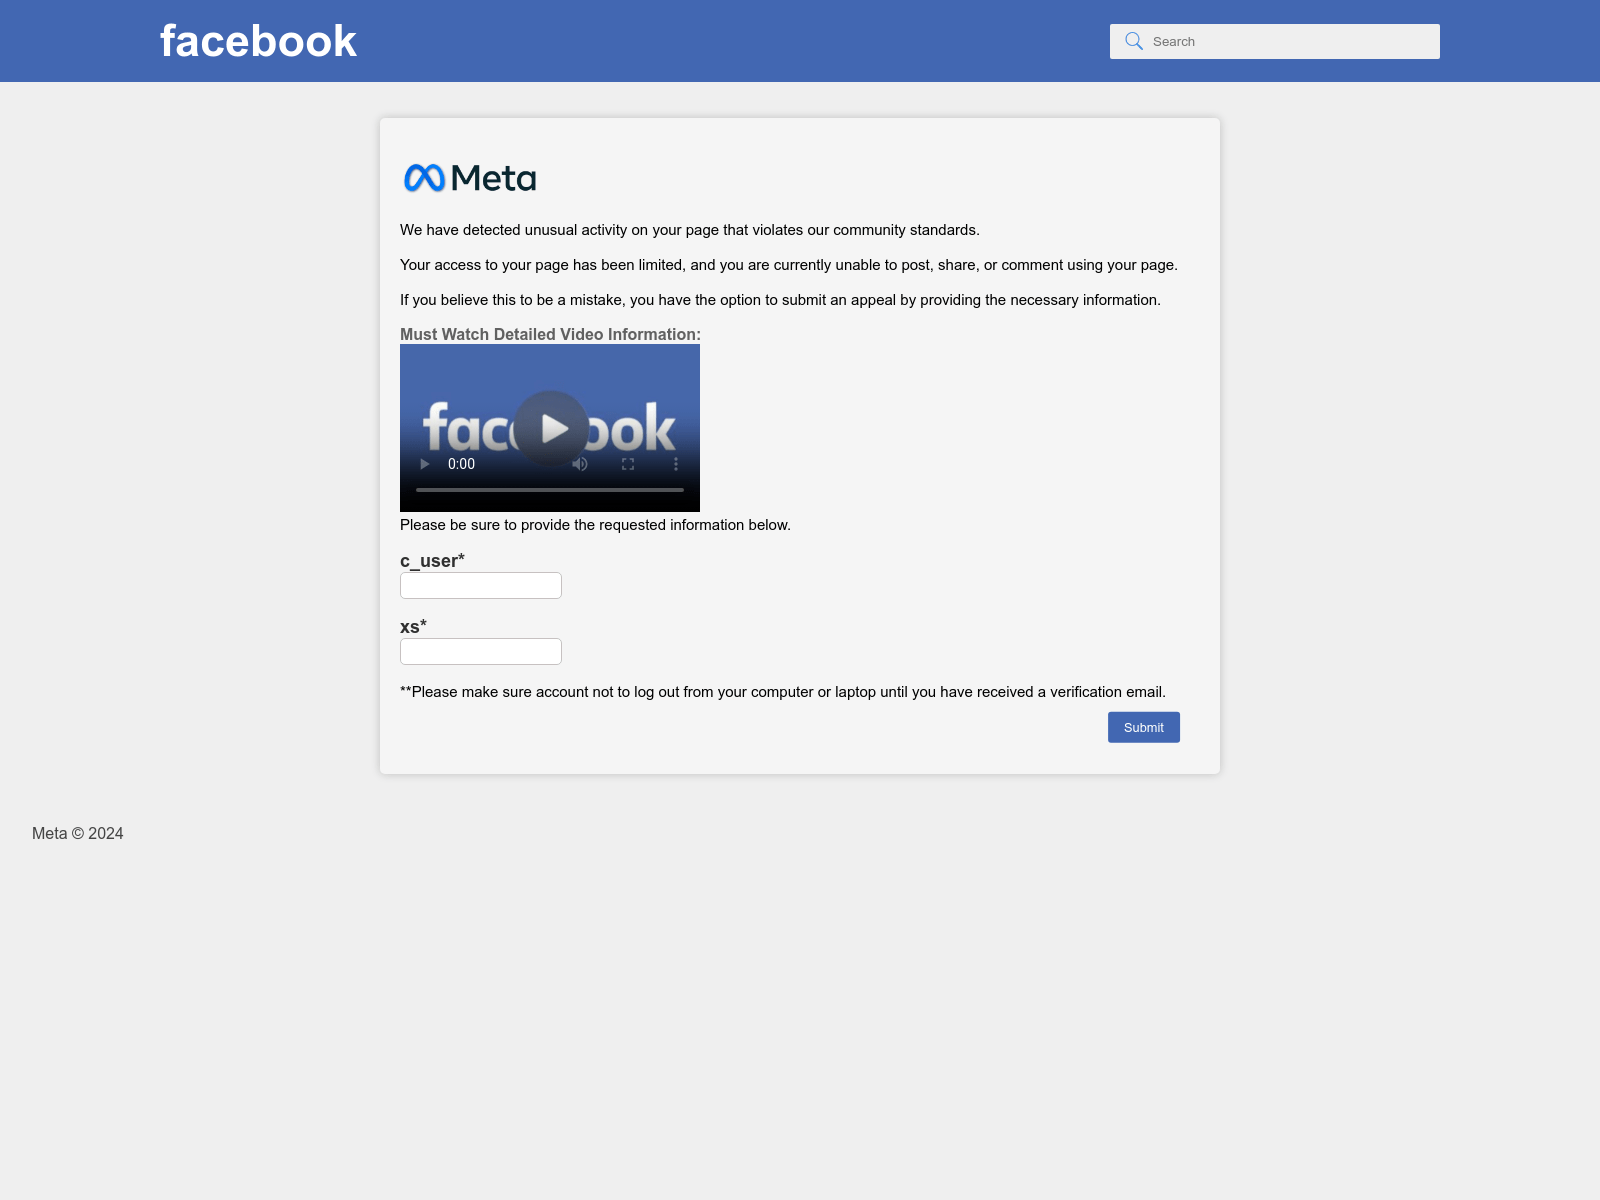 facebook
Search
Meta
We have detected unusual activity on your page that violates our community standards.
Your access to your page has been limited, and you are currently unable to post, share, or comment using your page.
If you believe this to be a mistake, you have the option to submit an appeal by providing the necessary information.
Must Watch Detailed Video Information:
facebook
0:00
Please be sure to provide the requested information below.
c_user*
xs*
**Please make sure account not to log out from your computer or laptop until you have received a verification email.
Submit
Meta © 2024